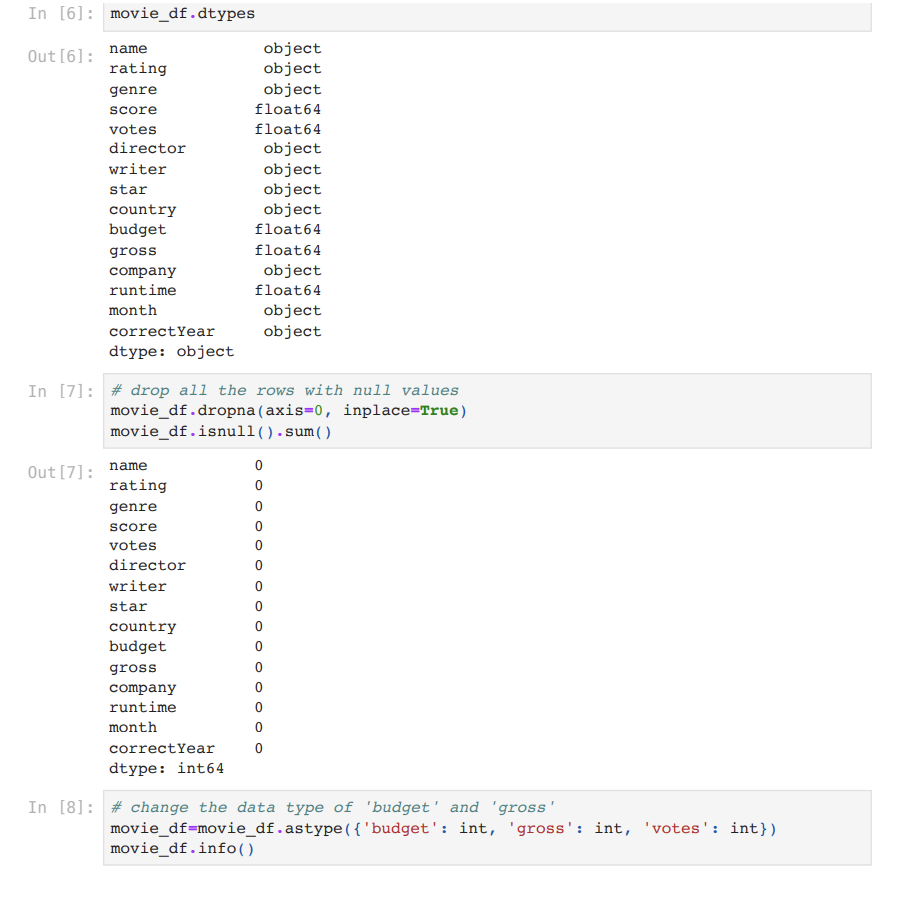 In [6]: movie_df.dtypes
Out[6]: name object
rating object
genre object
score float64
votes float64
director object
writer object
star object
country object
budget float64
gross float64
company object
runtime float64
month object
correctYear object
dtype: object
In [7]: # drop all the rows with null values
movie_df.dropna(axis=0, inplace=True)
movie_df.isnull().sum()
Out[7]: name 0
rating 0
genre 0
score 0
votes 0
director 0
writer 0
star 0
country 0
budget 0
gross 0
company 0
runtime 0
month 0
correctYear 0
dtype: int64
In [8]: # change the data type of 'budget' and 'gross'
movie_df=movie_df.astype({'budget': int, 'gross': int, 'votes': int})
movie_df.info()